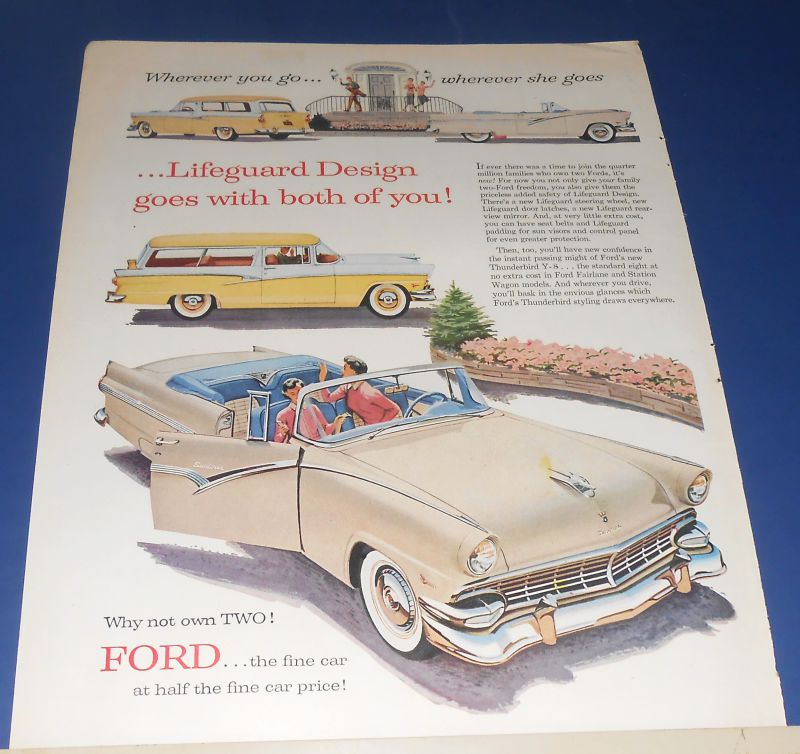 Wherever you go... wherever she goes
...Lifeguard Design
goes with both of you!
If ever there was a time to join the quarter
million families who own two Fords, it's
now! For now you not only give your family
two-Ford freedom, you also give them the
priceless added safety of Lifeguard Design.
There's a new Lifeguard steering wheel, new
Lifeguard door latches, a new Lifeguard rear-
view mirror. And, at very little extra cost,
you can have seat belts and Lifeguard
padding for sun visors and control panel
for even greater protection.
Then, too, you'll have new confidence in
the instant passing might of Ford's new
Thunderbird Y-8... the standard eight at
no extra cost in Ford Fairlane and Station
Wagon models. And wherever you drive,
you'll bask in the envious glances which
Ford's Thunderbird styling draws everywhere.
Why not own TWO!
FORD...the fine car
at half the fine car price!